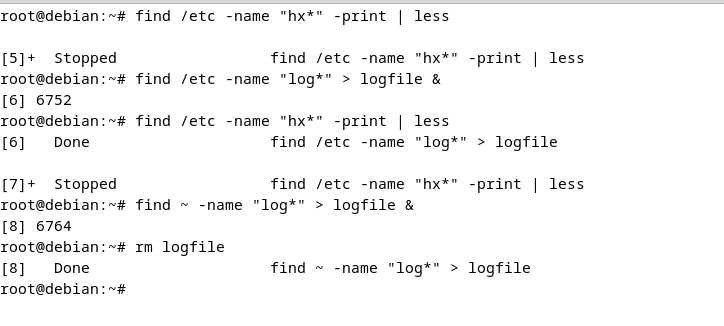 root@debian:~# find /etc -name "hx*" -print | less
[5]+  Stopped                 find /etc -name "hx*" -print | less
root@debian:~# find /etc -name "log*" > logfile &
[6] 6752
root@debian:~# find /etc -name "hx*" -print | less
[6]   Done                    find /etc -name "log*" > logfile
[7]+  Stopped                 find /etc -name "hx*" -print | less
root@debian:~# find ~ -name "log*" > logfile &
[8] 6764
root@debian:~# rm logfile
[8]   Done                    find ~ -name "log*" > logfile
root@debian:~#